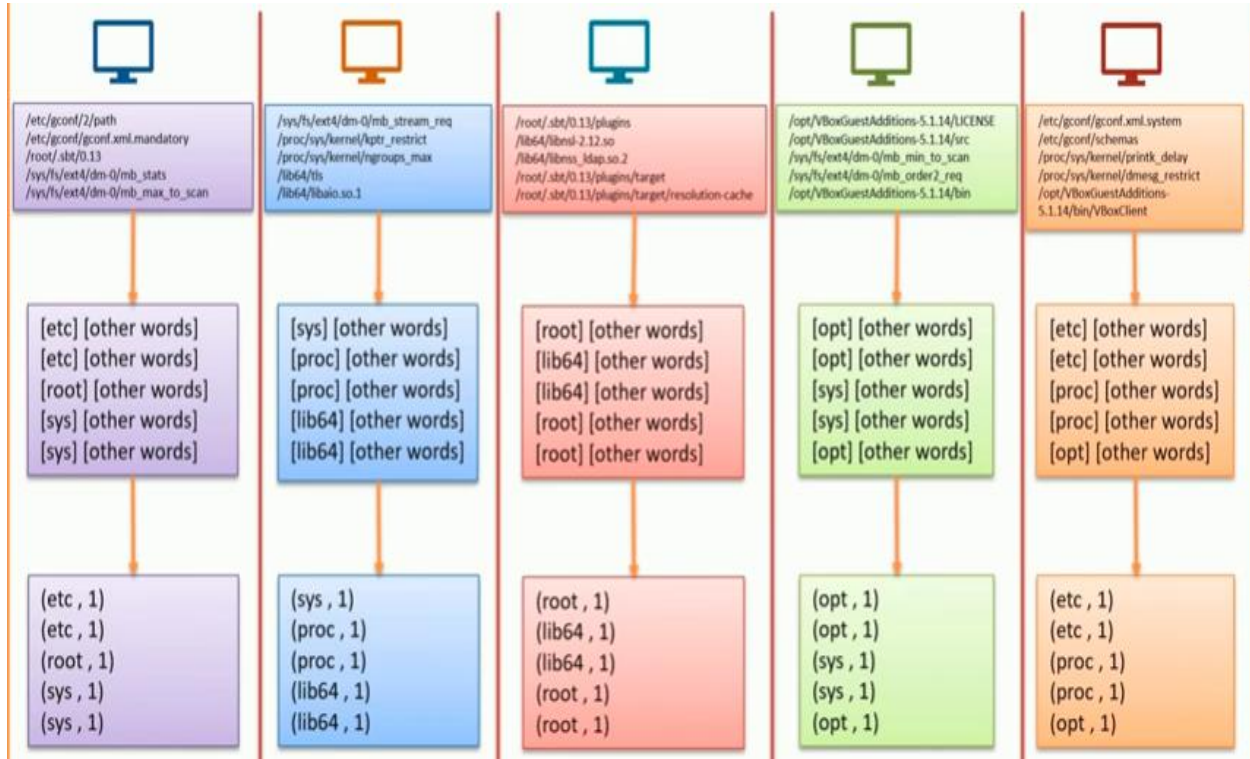 /etc/gconf/2/path
/etc/gconf/gconf.xml.mandatory
/root/.sbt/0.13
/sys/fs/ext4/dm-0/mb_stats
/sys/fs/ext4/dm-0/mb_max_to_scan
[etc] [other words]
[etc] [other words]
[root] [other words]
[sys] [other words]
[sys] [other words]
(etc , 1)
(etc , 1)
(root , 1)
(sys , 1)
(sys , 1)
/sys/fs/ext4/dm-0/mb_stream_req
/proc/sys/kernel/kptr_restrict
/proc/sys/kernel/ngroups_max
/lib64/tls
/lib64/libaio.so.1
[sys] [other words]
[proc] [other words]
[proc] [other words]
[lib64] [other words]
[lib64] [other words]
(sys , 1)
(proc , 1)
(proc , 1)
(lib64 , 1)
(lib64 , 1)
/root/.sbt/0.13/plugins
/lib64/libnsl-2.12.so
/lib64/libnss_ldap.so.2
/root/.sbt/0.13/plugins/target
/root/.sbt/0.13/plugins/target/resolution-cache
[root] [other words]
[lib64] [other words]
[lib64] [other words]
[root] [other words]
[root] [other words]
(root , 1)
(lib64 , 1)
(lib64 , 1)
(root , 1)
(root , 1)
/opt/VBoxGuestAdditions-5.1.14/LICENSE
/opt/VBoxGuestAdditions-5.1.14/src
/sys/fs/ext4/dm-0/mb_min_to_scan
/sys/fs/ext4/dm-0/mb_order2_req
/opt/VBoxGuestAdditions-5.1.14/bin
[opt] [other words]
[opt] [other words]
[sys] [other words]
[sys] [other words]
[opt] [other words]
(opt , 1)
(opt , 1)
(sys , 1)
(sys , 1)
(opt , 1)
/etc/gconf/gconf.xml.system
/etc/gconf/schemas
/proc/sys/kernel/printk_delay
/proc/sys/kernel/dmesg_restrict
/opt/VBoxGuestAdditions-
5.1.14/bin/VBoxClient
[etc] [other words]
[etc] [other words]
[proc] [other words]
[proc] [other words]
[opt] [other words]
(etc , 1)
(etc , 1)
(proc , 1)
(proc , 1)
(opt , 1)